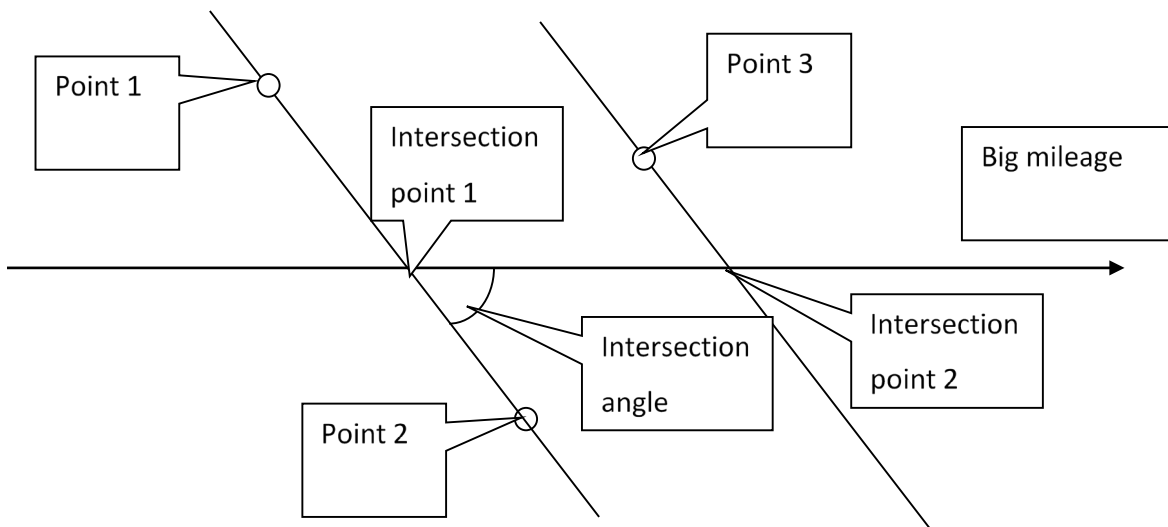 Point 1
Point 3
Intersection
point 1
Big mileage
Intersection
point 2
Intersection
angle
Point 2